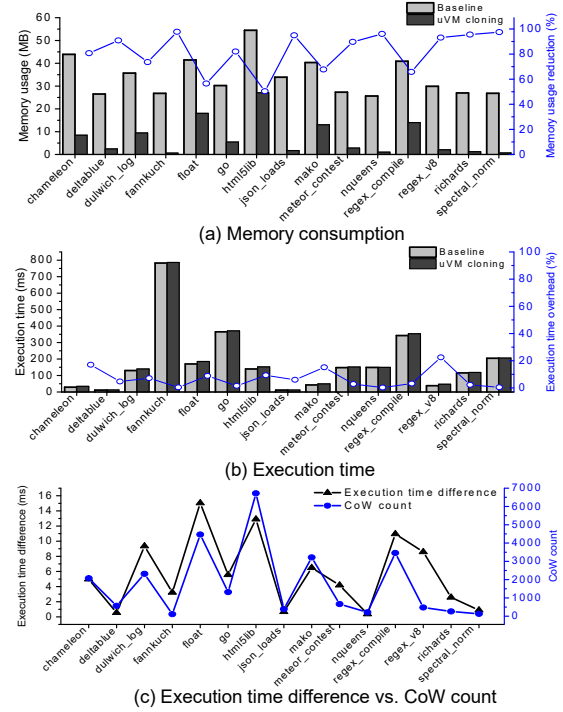 Baseline
uVM cloning
Memory usage (MB)
60
50
40
30
20
10
0
100
80
60
40
20
0
Memory usage reduction (%)
chameleon
deltablue
dulwich_log
fannkuch
float
go
html5lib
json_loads
mako
meteor_contest
nqueens
regex_compile
regex_v8
richards
spectral_norm
(a) Memory consumption
Baseline
uVM cloning
Execution time (ms)
800
700
600
500
400
300
200
100
0
100
80
60
40
20
0
Execution time overhead (%)
chameleon
deltablue
dulwich_log
fannkuch
float
go
html5lib
json_loads
mako
meteor_contest
nqueens
regex_compile
regex_v8
richards
spectral_norm
(b) Execution time
Execution time difference
CoW count
Execution time difference (ms)
16
14
12
10
8
6
4
2
0
7000
6000
5000
4000
3000
2000
1000
0
CoW count
chameleon
deltablue
dulwich_log
fannkuch
float
go
html5lib
json_loads
mako
meteor_contest
nqueens
regex_compile
regex_v8
richards
spectral_norm
(c) Execution time difference vs. CoW count